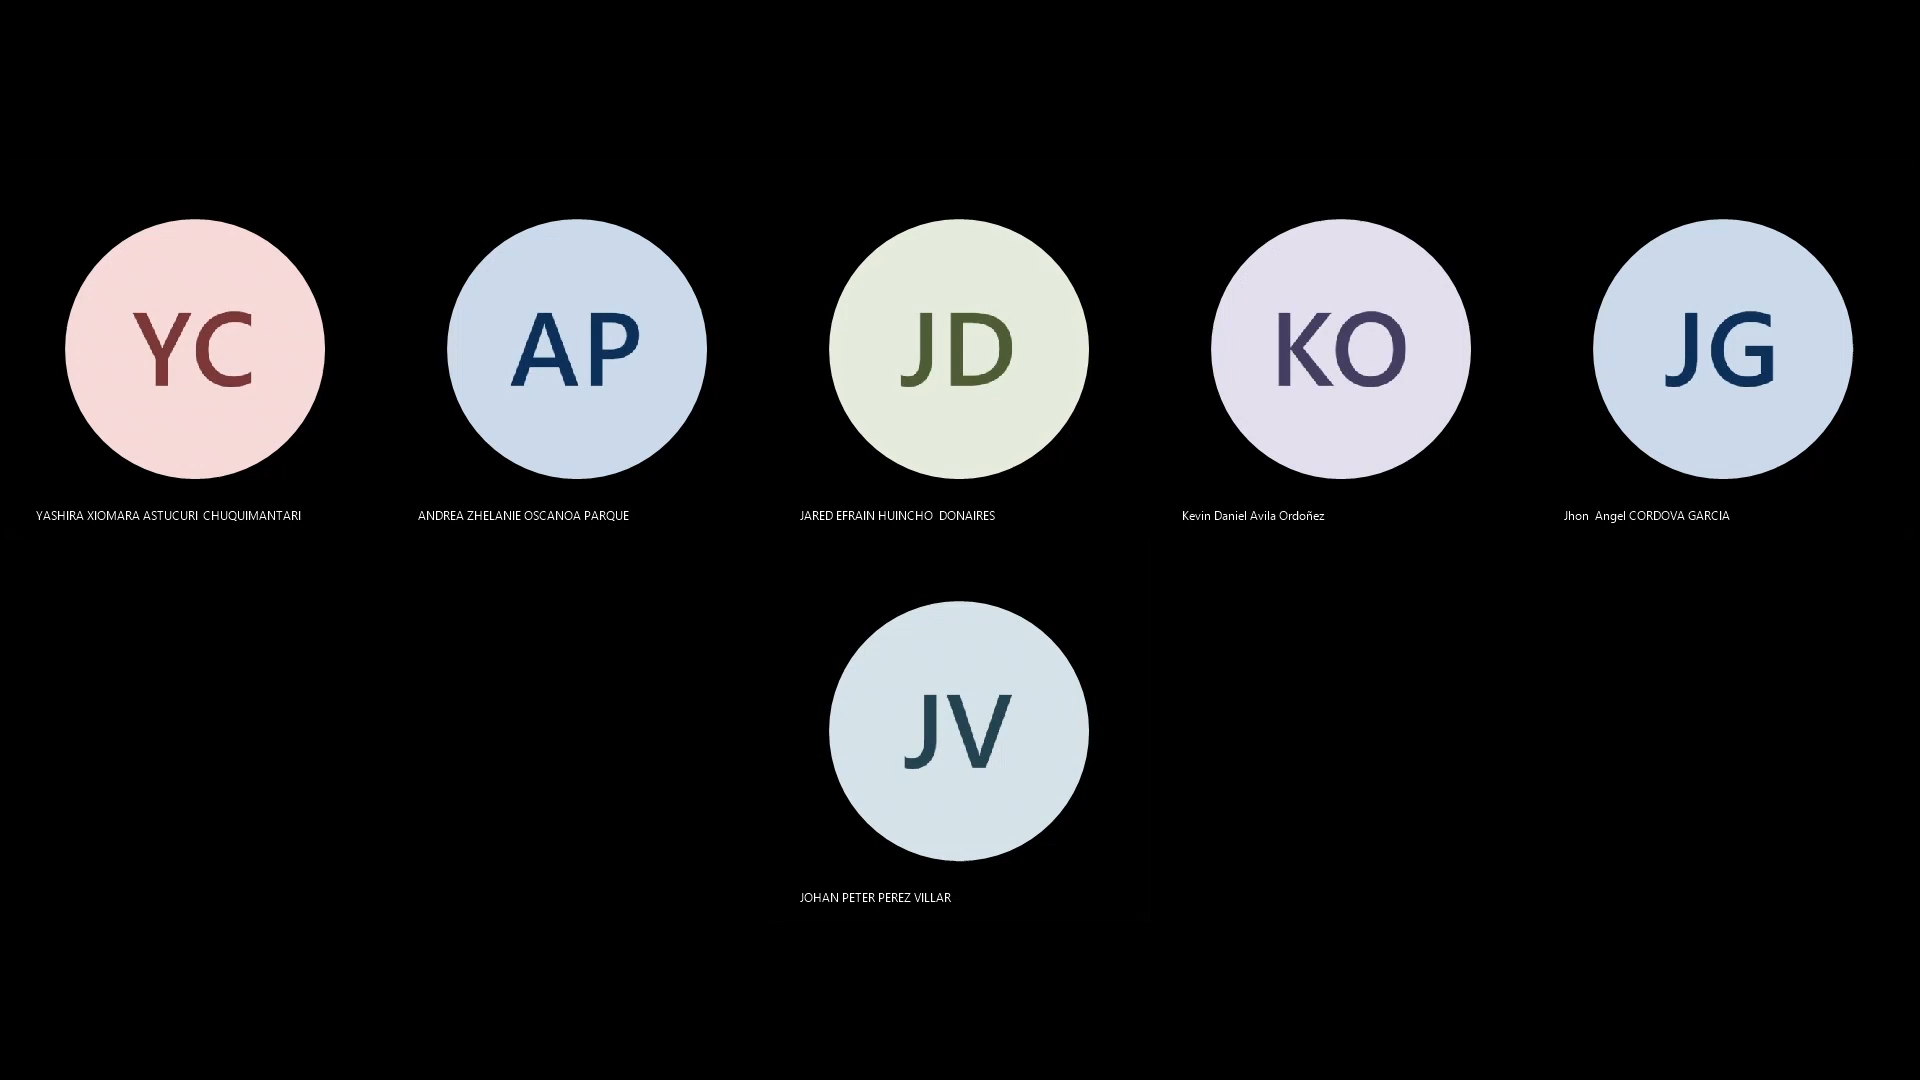 YC
AP
JD
KO
JG
YASHIRA XIOMARA ASTUCURI CHUQUIMANTARI
ANDREA ZHELANIE OSCANOA PARQUE
JARED EFRAIN HUINCHO DONAIRES
Kevin Daniel Avila Ordoñez
Jhon Angel CORDOVA GARCIA
JV
JOHAN PETER PEREZ VILLAR